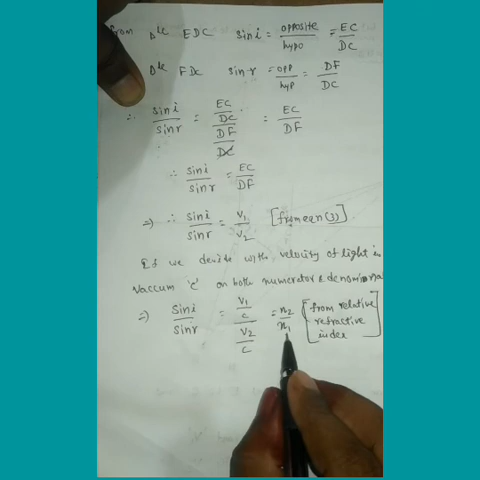 from Δle EDC sin i = opposite/hypo = EC/DC
Δle FDC sin r = opp/hyp = DF/DC
∴ sin i/sin r = EC/DC/DF/DC = EC/DF
∴ sin i/sin r = EC/DF
⇒ ∴ sin i/sin r = V1/V2 [from eqn (3)]
If we devide with velocity of light in
vaccum 'c' on both numerator & denominator
⇒ sin i/sin r = V1/c/V2/c = n2/n1 [from relative
refractive
index]